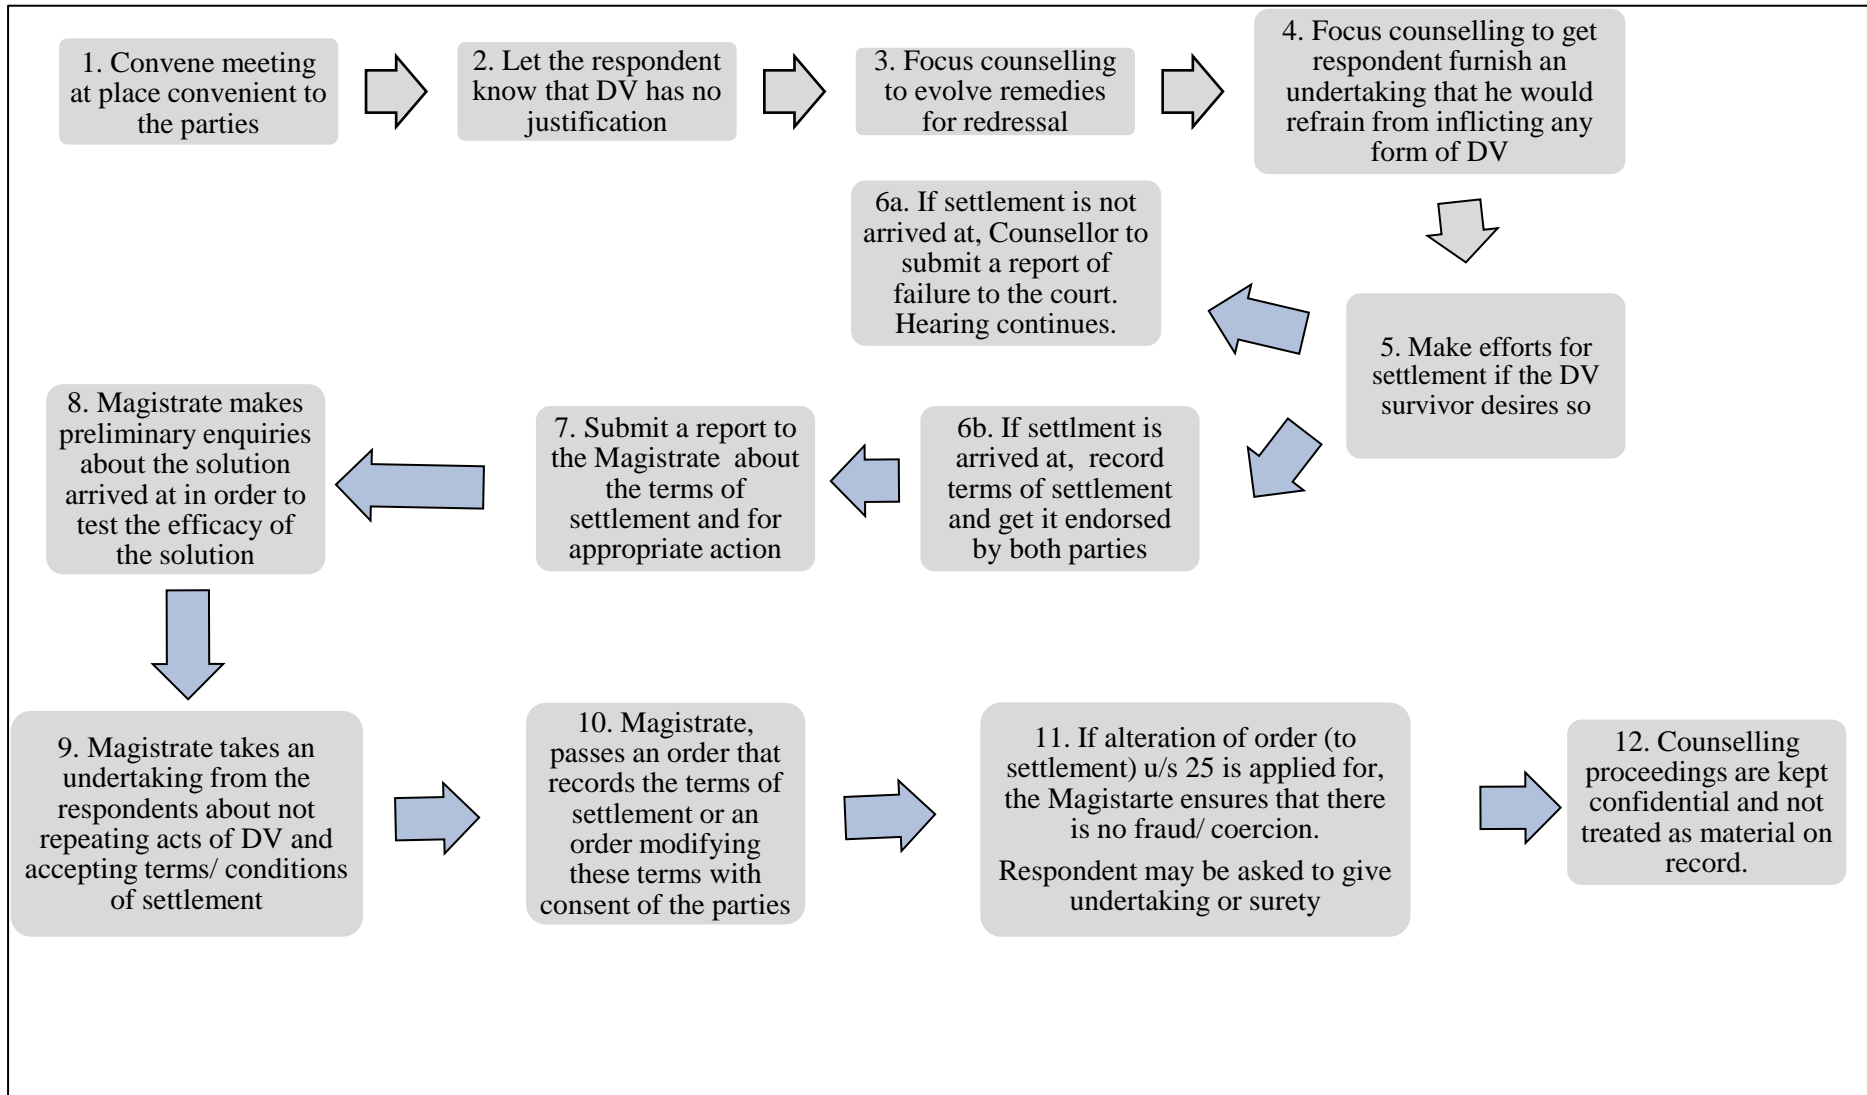 1. Convene meeting
at place convenient to
the parties
2. Let the respondent
know that DV has no
justification
3. Focus counselling
to evolve remedies
for redressal
4. Focus counselling to get
respondent furnish an
undertaking that he would
refrain from inflicting any
form of DV
5. Make efforts for
settlement if the DV
survivor desires so
6a. If settlement is not
arrived at, Counsellor to
submit a report of
failure to the court.
Hearing continues.
6b. If settlment is
arrived at, record
terms of settlement
and get it endorsed
by both parties
7. Submit a report to
the Magistrate about
the terms of
settlement and for
appropriate action
8. Magistrate makes
preliminary enquiries
about the solution
arrived at in order to
test the efficacy of
the solution
9. Magistrate takes an
undertaking from the
respondents about not
repeating acts of DV and
accepting terms/ conditions
of settlement
10. Magistrate,
passes an order that
records the terms of
settlement or an
order modifying
these terms with
consent of the parties
11. If alteration of order (to
settlement) u/s 25 is applied for,
the Magistarte ensures that there
is no fraud/ coercion.
Respondent may be asked to give
undertaking or surety
12. Counselling
proceedings are kept
confidential and not
treated as material on
record.